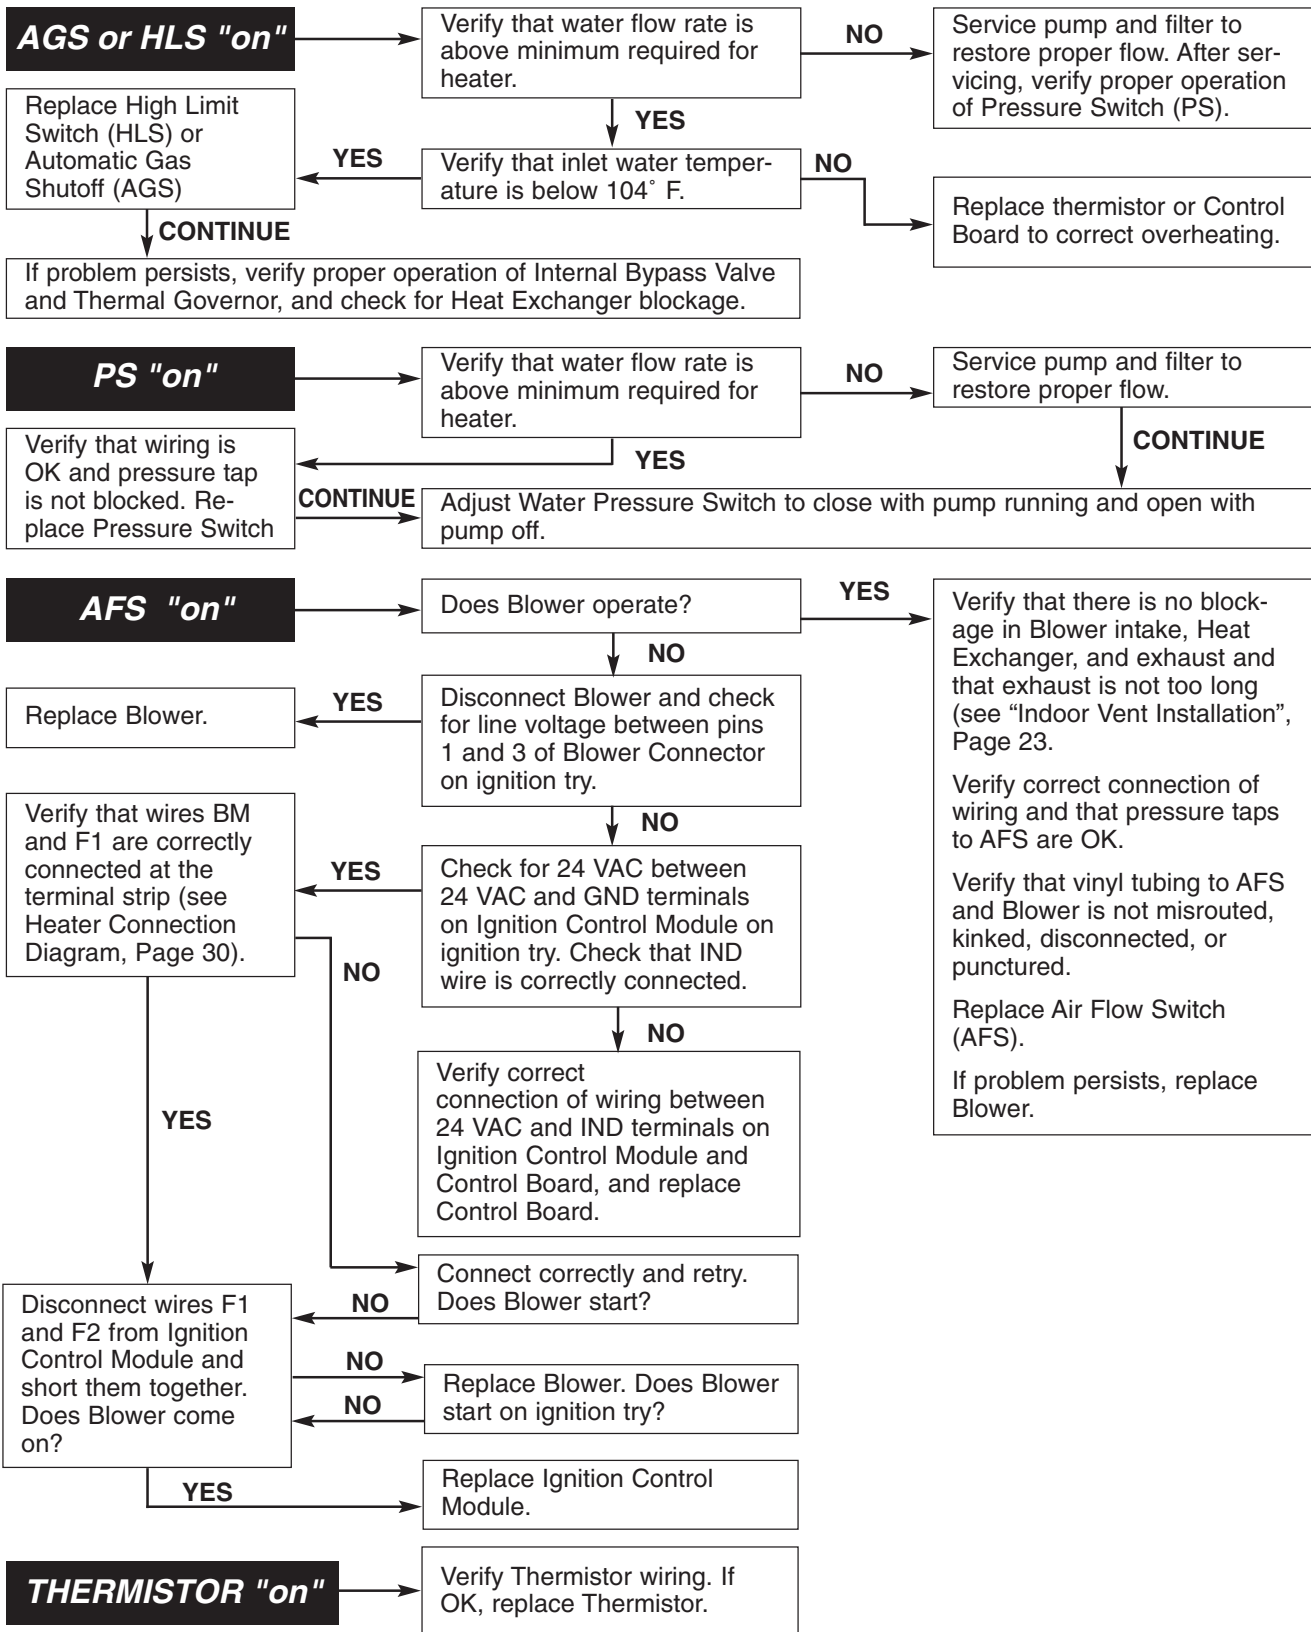 AGS or HLS "on"
Verify that water flow rate is
above minimum required for
heater.
NO
Service pump and filter to
restore proper flow. After ser-
vicing, verify proper operation
of Pressure Switch (PS).
YES
Replace High Limit
Switch (HLS) or
Automatic Gas
Shutoff (AGS)
YES
Verify that inlet water temper-
ature is below 104˚ F.
NO
Replace thermistor or Control
Board to correct overheating.
CONTINUE
If problem persists, verify proper operation of Internal Bypass Valve
and Thermal Governor, and check for Heat Exchanger blockage.
PS "on"
Verify that water flow rate is
above minimum required for
heater.
NO
Service pump and filter to
restore proper flow.
CONTINUE
Verify that wiring is
OK and pressure tap
is not blocked. Re-
place Pressure Switch
YES
CONTINUE
Adjust Water Pressure Switch to close with pump running and open with
pump off.
AFS "on"
Does Blower operate?
YES
Verify that there is no block-
age in Blower intake, Heat
Exchanger, and exhaust and
that exhaust is not too long
(see “Indoor Vent Installation”,
Page 23.
Verify correct connection of
wiring and that pressure taps
to AFS are OK.
Verify that vinyl tubing to AFS
and Blower is not misrouted,
kinked, disconnected, or
punctured.
Replace Air Flow Switch
(AFS).
If problem persists, replace
Blower.
NO
Replace Blower.
YES
Disconnect Blower and check
for line voltage between pins
1 and 3 of Blower Connector
on ignition try.
NO
Verify that wires BM
and F1 are correctly
connected at the
terminal strip (see
Heater Connection
Diagram, Page 30).
YES
Check for 24 VAC between
24 VAC and GND terminals
on Ignition Control Module on
ignition try. Check that IND
wire is correctly connected.
NO
NO
Verify correct
connection of wiring between
24 VAC and IND terminals on
Ignition Control Module and
Control Board, and replace
Control Board.
YES
Connect correctly and retry.
Does Blower start?
NO
Disconnect wires F1
and F2 from Ignition
Control Module and
short them together.
Does Blower come
on?
NO
Replace Blower. Does Blower
start on ignition try?
NO
YES
Replace Ignition Control
Module.
THERMISTOR "on"
Verify Thermistor wiring. If
OK, replace Thermistor.